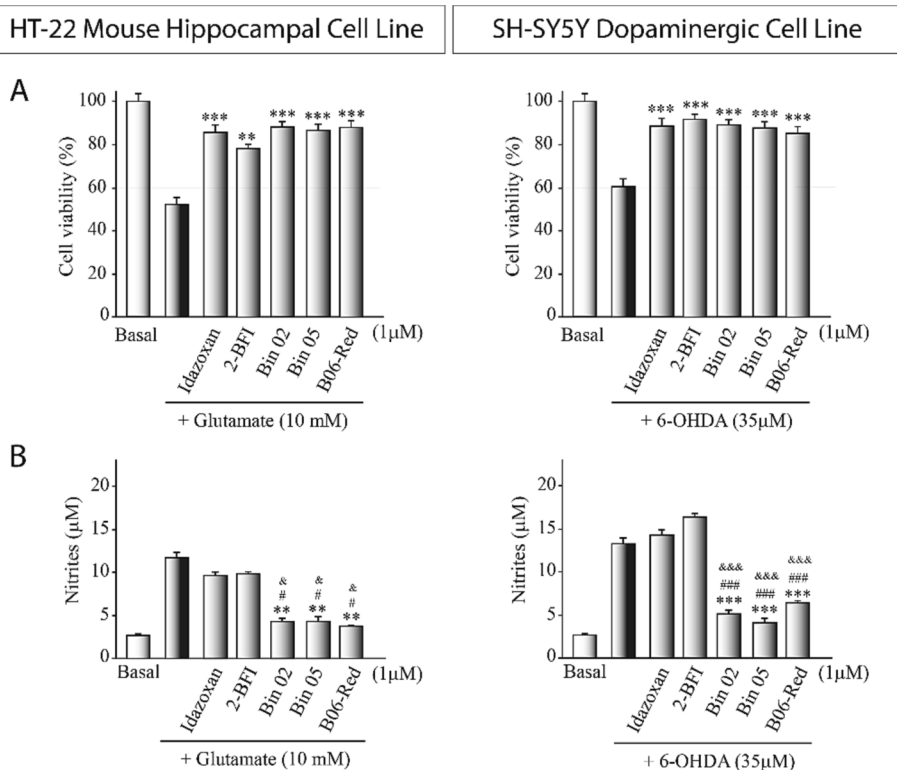 HT-22 Mouse Hippocampal Cell Line
SH-SY5Y Dopaminergic Cell Line
A
Cell viability (%)
100
80
60
40
20
0
*** ** *** *** ***
Basal
Idazoxan
2-BFI
Bin 02
Bin 05
B06-Red
(1µM)
+ Glutamate (10 mM)
Cell viability (%)
100
80
60
40
20
0
*** *** *** *** ***
Basal
Idazoxan
2-BFI
Bin 02
Bin 05
B06-Red
(1µM)
+ 6-OHDA (35µM)
B
Nitrites (µM)
20
15
10
5
0
& & &
# # #
** ** **
Basal
Idazoxan
2-BFI
Bin 02
Bin 05
B06-Red
(1µM)
+ Glutamate (10 mM)
Nitrites (µM)
20
15
10
5
0
&&& &&& &&&
### ### ###
*** *** ***
Basal
Idazoxan
2-BFI
Bin 02
Bin 05
B06-Red
(1µM)
+ 6-OHDA (35µM)